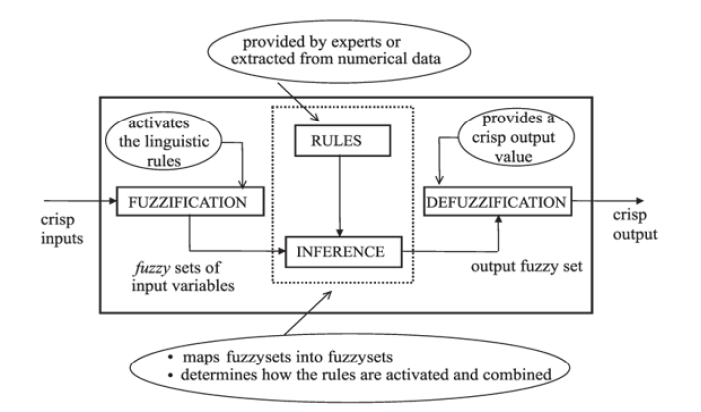 provided by experts or
extracted from numerical data
activates
the linguistic
rules
RULES
provides a
crisp output
value
FUZZIFICATION
DEFUZZIFICATION
crisp
inputs
crisp
output
INFERENCE
fuzzy sets of
input variables
output fuzzy set
• maps fuzzysets into fuzzysets
• determines how the rules are activated and combined